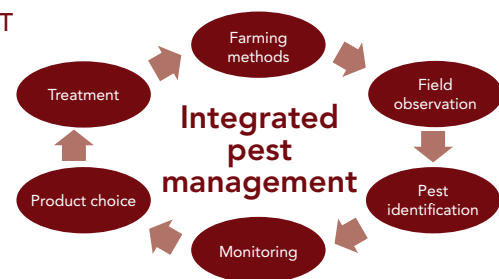 T
Farming
methods
Field
observation
Pest
identification
Monitoring
Product choice
Treatment
Integrated
pest
management